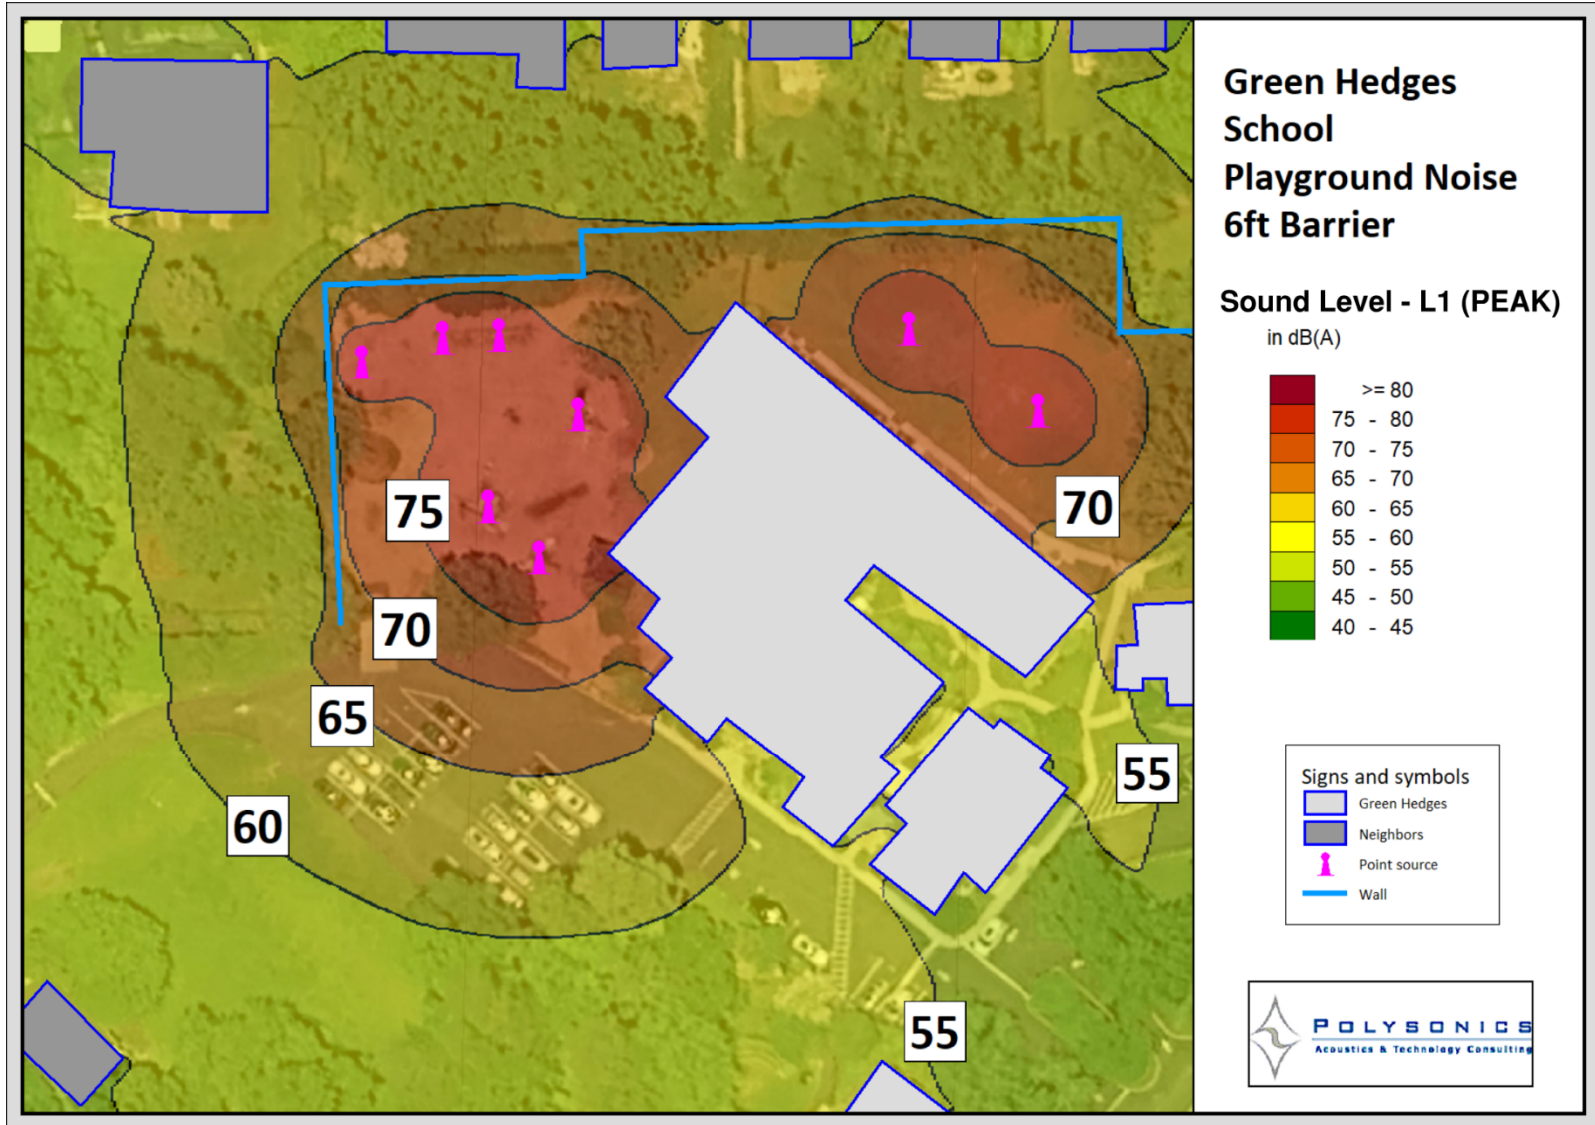 Green Hedges
School
Playground Noise
6ft Barrier
Sound Level - L1 (PEAK)
in dB(A)
>= 80
75 - 80
70 - 75
65 - 70
60 - 65
55 - 60
50 - 55
45 - 50
40 - 45
75
70
70
65
60
55
55
Signs and symbols
Green Hedges
Neighbors
Point source
Wall
POLYSONICS
Acoustics & Technology Consulting